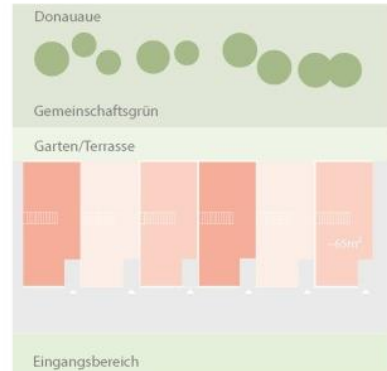 Donauaue
Gemeinschaftsgrün
Garten/Terrasse
~65m²
Eingangsbereich